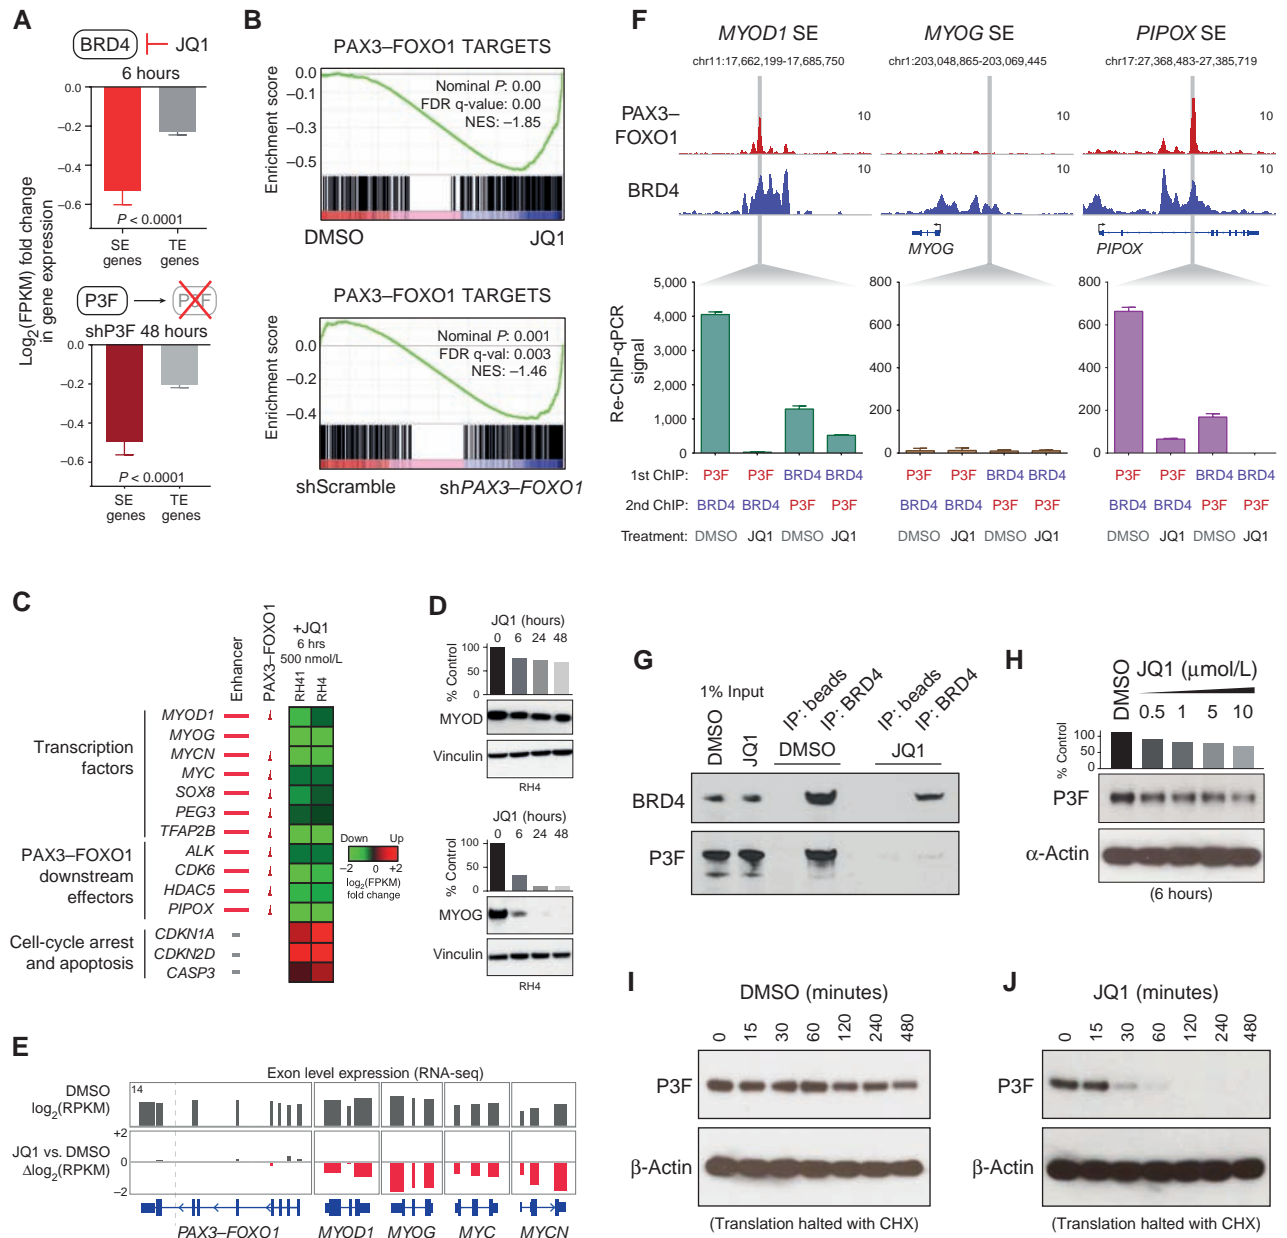 A
BRD4
JQ1
6 hours
0.0
–0.2
–0.4
–0.6
P < 0.0001
SE genes
TE genes
Log2(FPKM) fold change in gene expression
P3F
P3F
shP3F 48 hours
0.0
–0.2
–0.4
–0.6
P < 0.0001
SE genes
TE genes
B
PAX3–FOXO1 TARGETS
Enrichment score
0.0
–0.1
–0.3
–0.5
Nominal P: 0.00
FDR q-value: 0.00
NES: –1.85
DMSO
JQ1
PAX3–FOXO1 TARGETS
Enrichment score
0.0
–0.2
–0.4
Nominal P: 0.001
FDR q-val: 0.003
NES: –1.46
shScramble
shPAX3–FOXO1
F
MYOD1 SE
MYOG SE
PIPOX SE
chr11:17,662,199-17,685,750
chr1:203,048,865-203,069,445
chr17:27,368,483-27,385,719
PAX3–
FOXO1
10
10
10
BRD4
10
10
10
MYOG
PIPOX
Re-ChIP-qPCR signal
5,000
4,000
3,000
2,000
1,000
0
800
600
400
200
0
800
600
400
200
0
1st ChIP: P3F P3F BRD4 BRD4 P3F P3F BRD4 BRD4 P3F P3F BRD4 BRD4
2nd ChIP: BRD4 BRD4 P3F P3F BRD4 BRD4 P3F P3F BRD4 BRD4 P3F P3F
Treatment: DMSO JQ1 DMSO JQ1 DMSO JQ1 DMSO JQ1 DMSO JQ1 DMSO JQ1
C
Enhancer
PAX3–FOXO1
+JQ1
6 hrs
500 nmol/L
RH41
RH4
Transcription factors
MYOD1
MYOG
MYCN
MYC
SOX8
PEG3
TFAP2B
PAX3–FOXO1 downstream effectors
ALK
CDK6
HDAC5
PIPOX
Cell-cycle arrest and apoptosis
CDKN1A
CDKN2D
CASP3
Down Up
–2 0 +2
log2(FPKM)
fold change
D
JQ1 (hours)
0 6 24 48
% Control
100
50
0
MYOD
Vinculin
RH4
JQ1 (hours)
0 6 24 48
% Control
100
50
0
MYOG
Vinculin
RH4
G
1% Input
IP: beads
IP: BRD4
IP: beads
IP: BRD4
DMSO
JQ1
DMSO
JQ1
BRD4
P3F
H
DMSO
JQ1 (μmol/L)
0.5 1 5 10
% Control
100
50
0
P3F
α-Actin
(6 hours)
E
Exon level expression (RNA-seq)
DMSO
log2(RPKM)
14
JQ1 vs. DMSO
Δlog2(RPKM)
+2
0
–2
PAX3–FOXO1
MYOD1
MYOG
MYC
MYCN
I
DMSO (minutes)
0 15 30 60 120 240 480
P3F
β-Actin
(Translation halted with CHX)
J
JQ1 (minutes)
0 15 30 60 120 240 480
P3F
β-Actin
(Translation halted with CHX)